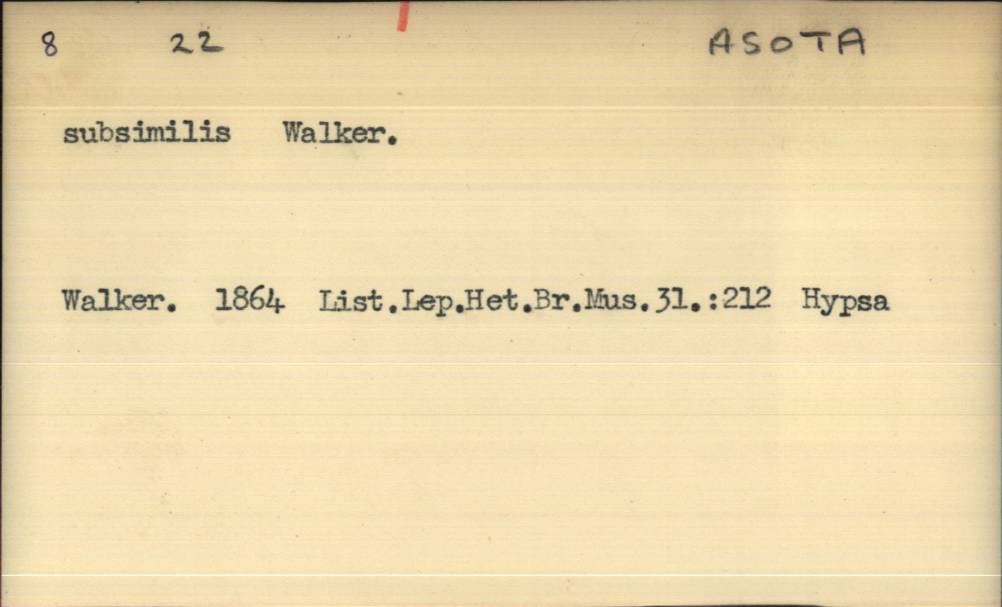 8 22 ASOTA
subsimilis Walker.
Walker. 1864 List.Lep.Het.Br.Mus.31.:212 Hypsa